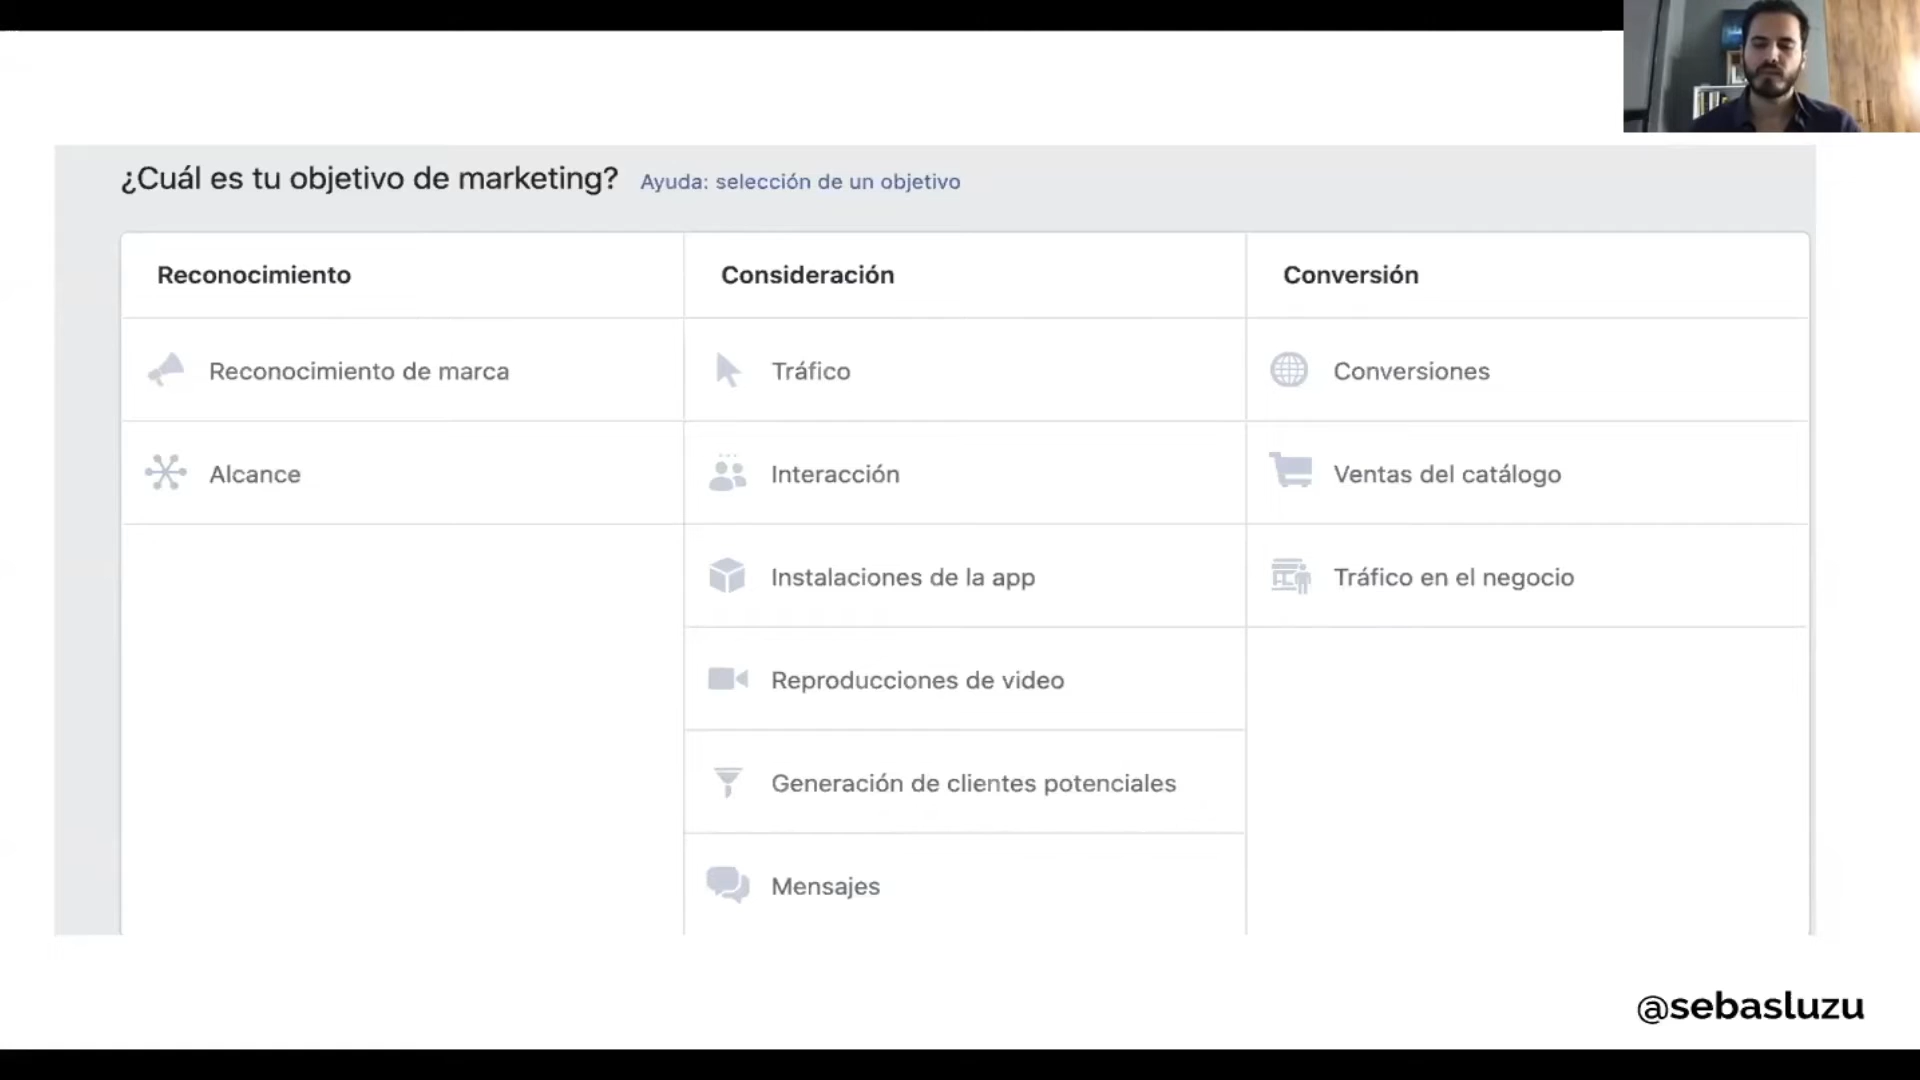 ¿Cuál es tu objetivo de marketing? Ayuda: selección de un objetivo
Reconocimiento
Consideración
Conversión
Reconocimiento de marca
Tráfico
Conversiones
Alcance
Interacción
Ventas del catálogo
Instalaciones de la app
Tráfico en el negocio
Reproducciones de video
Generación de clientes potenciales
Mensajes
@sebasluzu